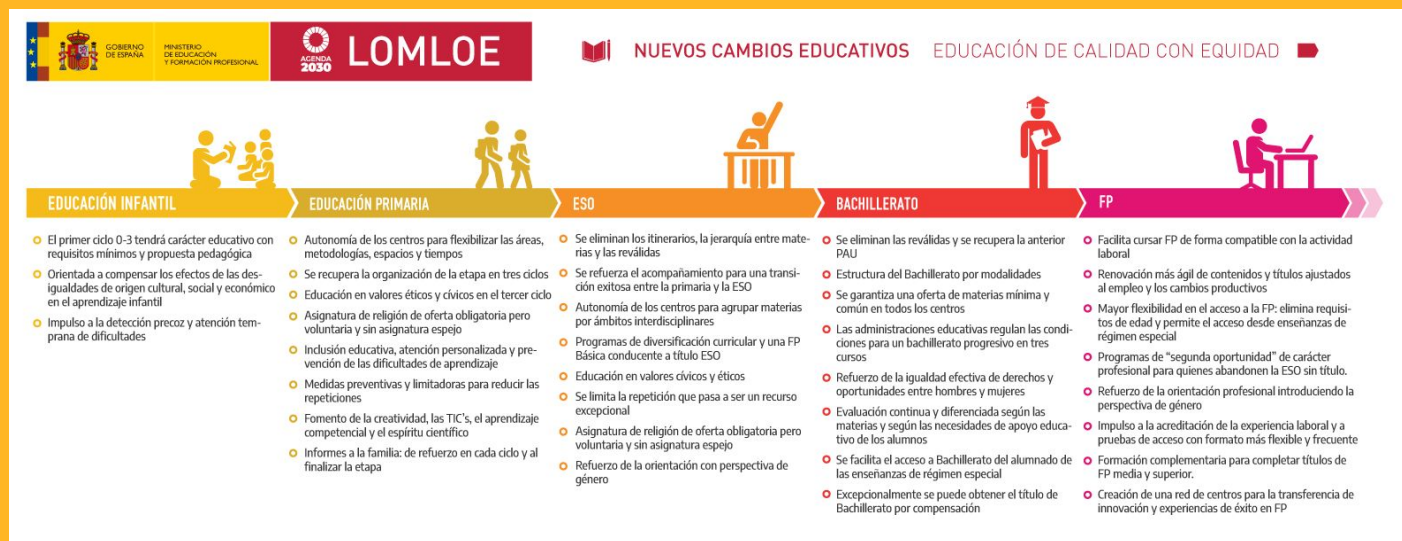 GOBIERNO
DE ESPAÑA
MINISTERIO
DE EDUCACIÓN
Y FORMACIÓN PROFESIONAL
AGENDA
2030
LOMLOE
NUEVOS CAMBIOS EDUCATIVOS EDUCACIÓN DE CALIDAD CON EQUIDAD
EDUCACIÓN INFANTIL
El primer ciclo 0-3 tendrá carácter educativo con
requisitos mínimos y propuesta pedagógica
Orientada a compensar los efectos de las des-
igualdades de origen cultural, social y económico
en el aprendizaje infantil
Impulso a la detección precoz y atención tem-
prana de dificultades
EDUCACIÓN PRIMARIA
Autonomía de los centros para flexibilizar las áreas,
metodologías, espacios y tiempos
Se recupera la organización de la etapa en tres ciclos
Educación en valores éticos y cívicos en el tercer ciclo
Asignatura de religión de oferta obligatoria pero
voluntaria y sin asignatura espejo
Inclusión educativa, atención personalizada y pre-
vención de las dificultades de aprendizaje
Medidas preventivas y limitadoras para reducir las
repeticiones
Fomento de la creatividad, las TIC's, el aprendizaje
competencial y el espíritu científico
Informes a la familia: de refuerzo en cada ciclo y al
finalizar la etapa
ESO
Se eliminan los itinerarios, la jerarquía entre mate-
rias y las reválidas
Se refuerza el acompañamiento para una transi-
ción exitosa entre la primaria y la ESO
Autonomía de los centros para agrupar materias
por ámbitos interdisciplinares
Programas de diversificación curricular y una FP
Básica conducente a título ESO
Educación en valores cívicos y éticos
Se limita la repetición que pasa a ser un recurso
excepcional
Asignatura de religión de oferta obligatoria pero
voluntaria y sin asignatura espejo
Refuerzo de la orientación con perspectiva de
género
BACHILLERATO
Se eliminan las reválidas y se recupera la anterior
PAU
Estructura del Bachillerato por modalidades
Se garantiza una oferta de materias mínima y
común en todos los centros
Las administraciones educativas regulan las condi-
ciones para un bachillerato progresivo en tres
cursos
Refuerzo de la igualdad efectiva de derechos y
oportunidades entre hombres y mujeres
Evaluación continua y diferenciada según las
materias y según las necesidades de apoyo educa-
tivo de los alumnos
Se facilita el acceso a Bachillerato del alumnado de
las enseñanzas de régimen especial
Excepcionalmente se puede obtener el título de
Bachillerato por compensación
FP
Facilita cursar FP de forma compatible con la actividad
laboral
Renovación más ágil de contenidos y títulos ajustados
al empleo y los cambios productivos
Mayor flexibilidad en el acceso a la FP: elimina requisi-
tos de edad y permite el acceso desde enseñanzas de
régimen especial
Programas de “segunda oportunidad” de carácter
profesional para quienes abandonen la ESO sin título.
Refuerzo de la orientación profesional introduciendo la
perspectiva de género
Impulso a la acreditación de la experiencia laboral y a
pruebas de acceso con formato más flexible y frecuente
Formación complementaria para completar títulos de
FP media y superior.
Creación de una red de centros para la transferencia de
innovación y experiencias de éxito en FP